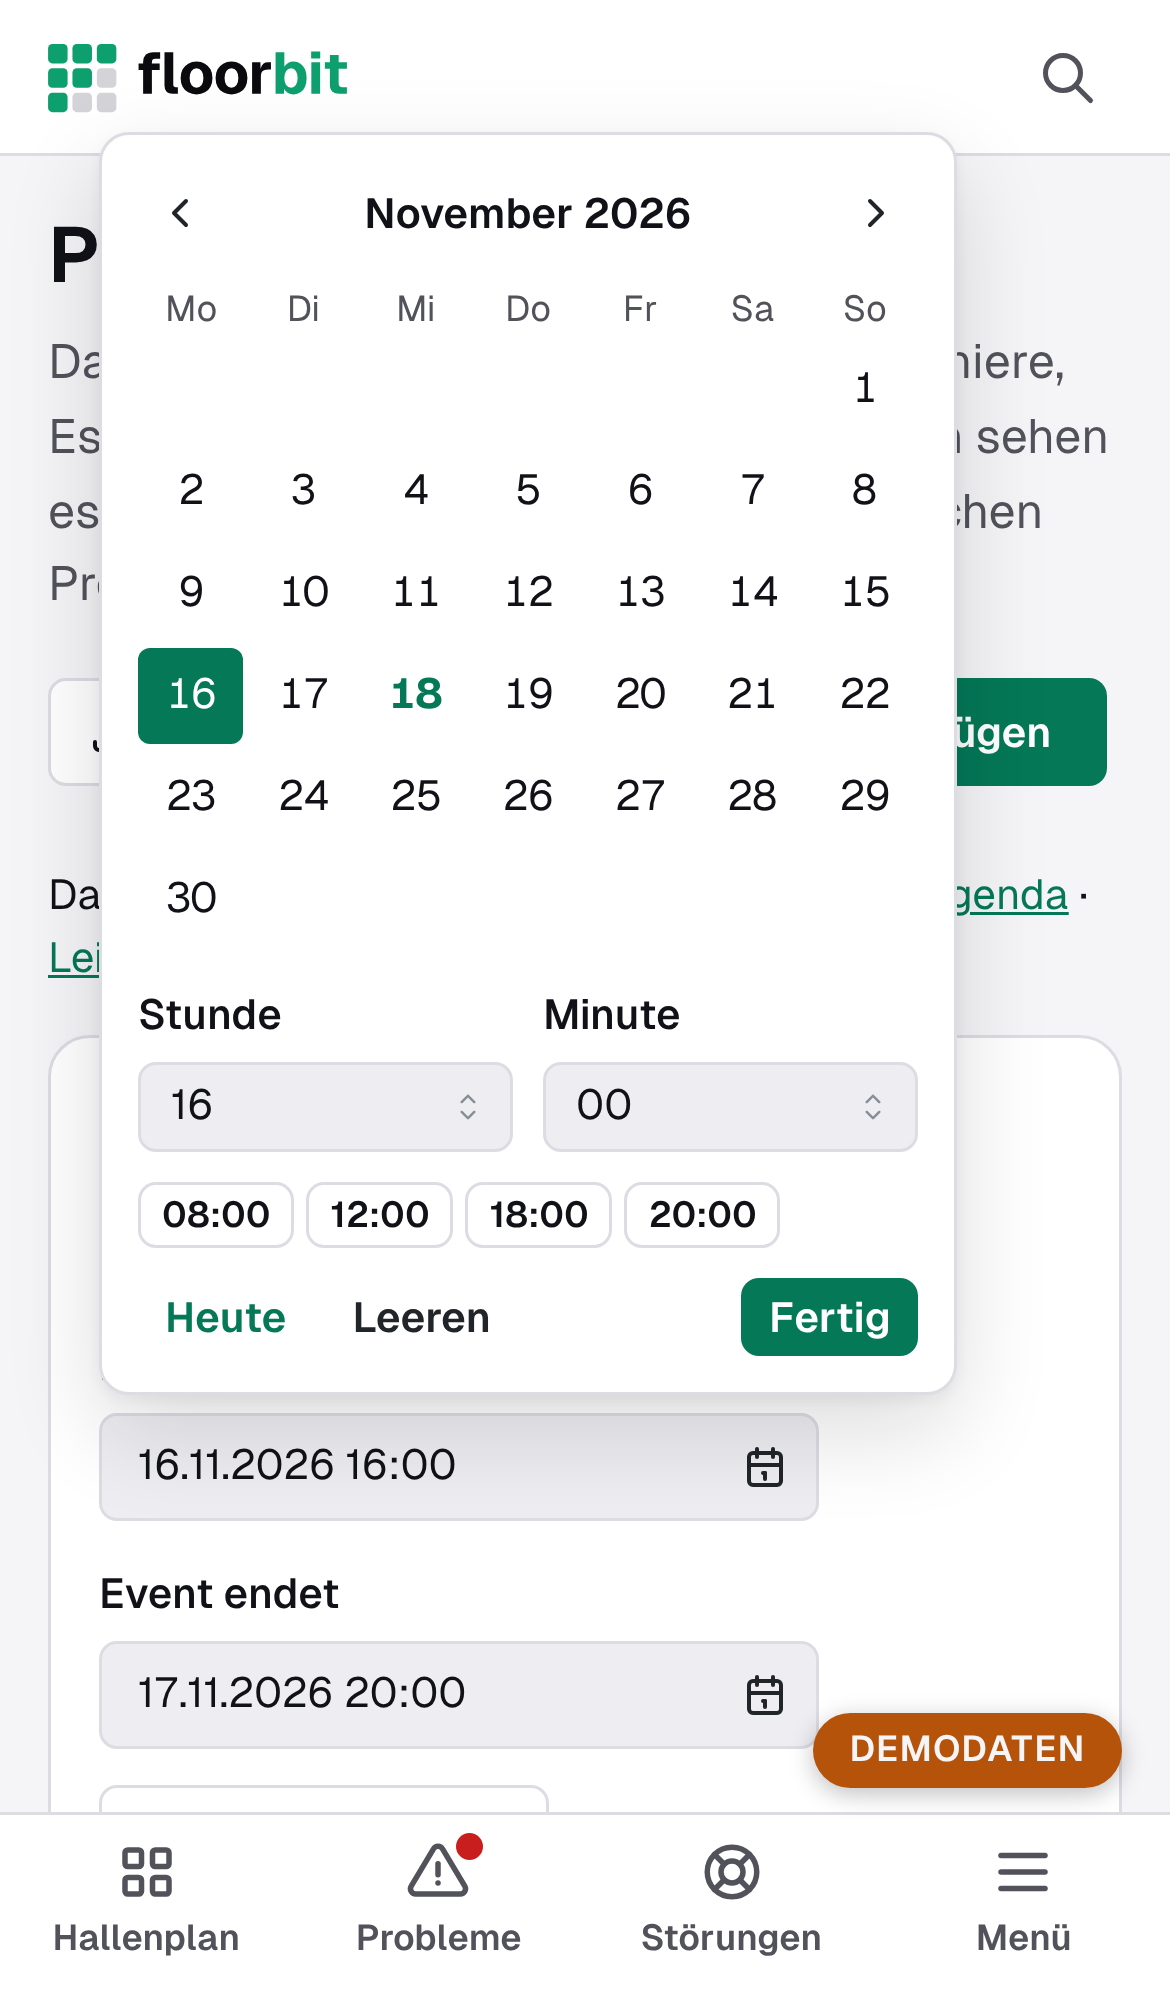 floorbit
November 2026
Mo Di Mi Do Fr Sa So
1
2 3 4 5 6 7 8
9 10 11 12 13 14 15
16 17 18 19 20 21 22
23 24 25 26 27 28 29
30
sehen
Stunde Minute
16 00
08:00 12:00 18:00 20:00
Heute Leeren Fertig
16.11.2026 16:00
Event endet
17.11.2026 20:00
DEMODATEN
Hallenplan Probleme Störungen Menü